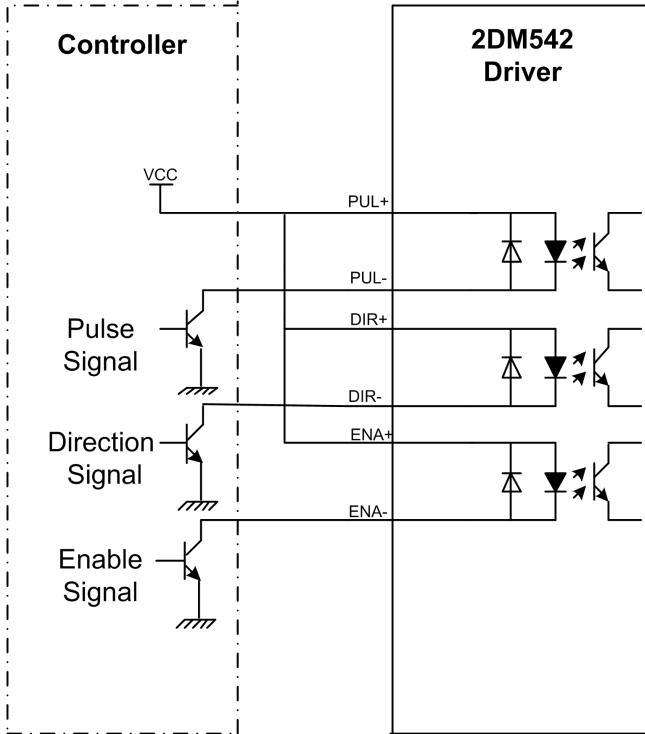 Controller
2DM542
Driver
VCC
PUL+
PUL-
Pulse
Signal
DIR+
DIR-
Direction
Signal
ENA+
ENA-
Enable
Signal